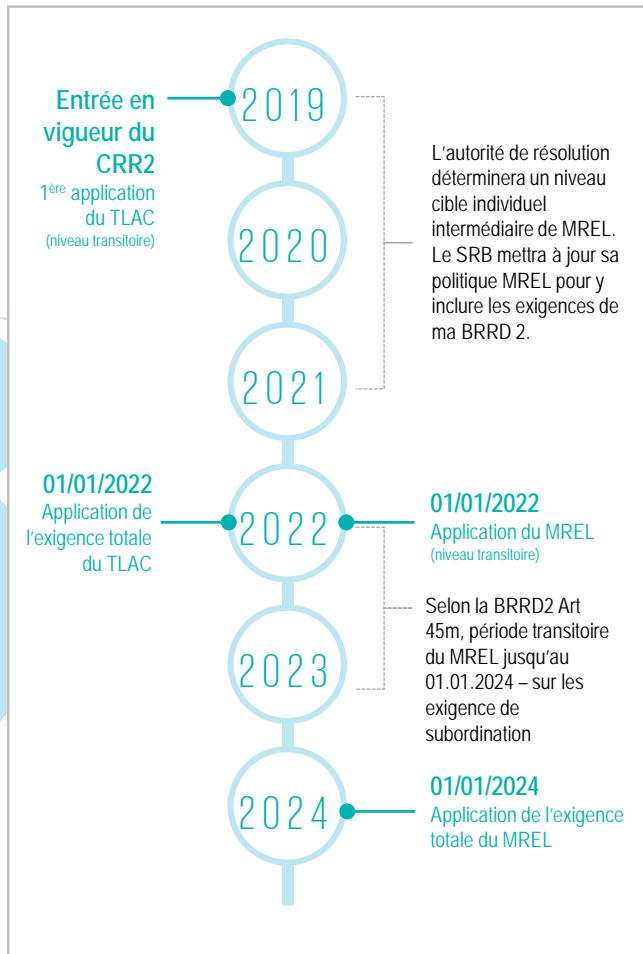 Entrée en
vigueur du
CRR2
1ère application
du TLAC
(niveau transitoire)
2019
L'autorité de résolution
déterminera un niveau
cible individuel
intermédiaire de MREL.
Le SRB mettra à jour sa
politique MREL pour y
inclure les exigences de
ma BRRD 2.
2020
2021
01/01/2022
Application de
l'exigence totale
du TLAC
2022
01/01/2022
Application du MREL
(niveau transitoire)
Selon la BRRD2 Art
45m, période transitoire
du MREL jusqu'au
01.01.2024 – sur les
exigence de
subordination
2023
2024
01/01/2024
Application de l'exigence
totale du MREL